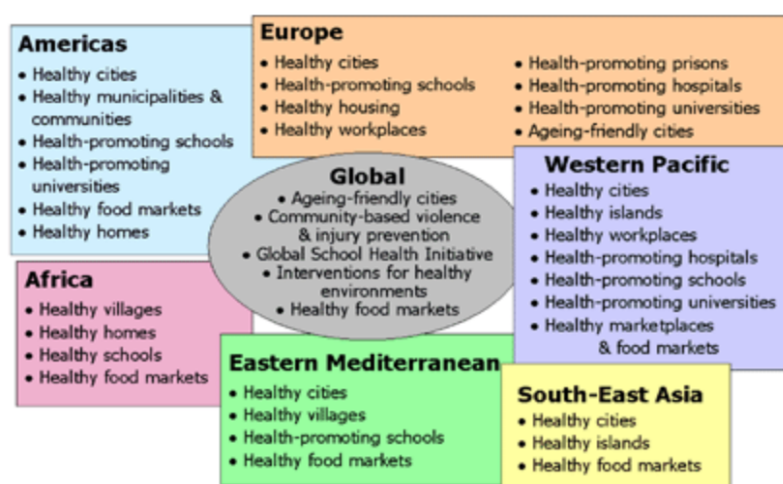 Americas
• Healthy cities
• Healthy municipalities &
communities
• Health-promoting schools
• Health-promoting
universities
• Healthy food markets
• Healthy homes
Europe
• Healthy cities
• Health-promoting schools
• Healthy housing
• Healthy workplaces
• Health-promoting prisons
• Health-promoting hospitals
• Health-promoting universities
• Ageing-friendly cities
Global
• Ageing-friendly cities
• Community-based violence
& injury prevention
• Global School Health Initiative
• Interventions for healthy
environments
• Healthy food markets
Western Pacific
• Healthy cities
• Healthy islands
• Healthy workplaces
• Health-promoting hospitals
• Health-promoting schools
• Health-promoting universities
• Healthy marketplaces
& food markets
Africa
• Healthy villages
• Healthy homes
• Healthy schools
• Healthy food markets
Eastern Mediterranean
• Healthy cities
• Healthy villages
• Health-promoting schools
• Healthy food markets
South-East Asia
• Healthy cities
• Healthy islands
• Healthy food markets